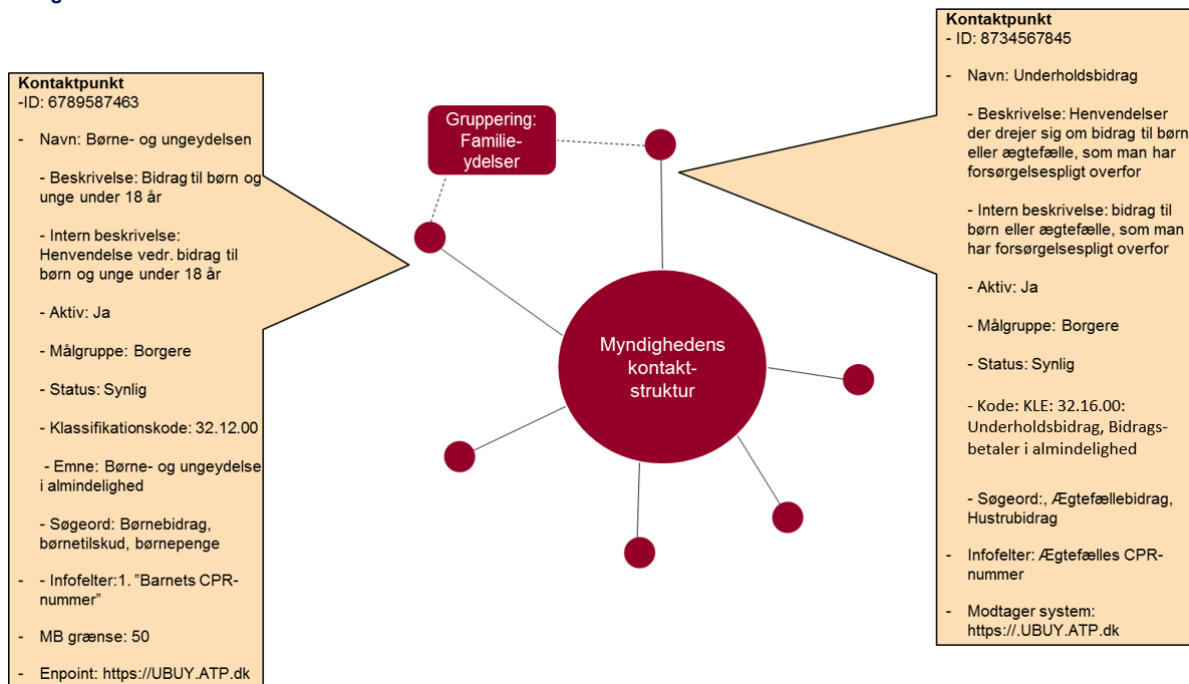 Kontaktpunkt
-ID: 6789587463
- Navn: Børne- og ungeydelsen
- Beskrivelse: Bidrag til børn og
unge under 18 år
- Intern beskrivelse:
Henvendelse vedr. bidrag til
børn og unge under 18 år
- Aktiv: Ja
- Målgruppe: Borgere
- Status: Synlig
- Klassifikationskode: 32.12.00
- Emne: Børne- og ungeydelse
i almindelighed
- Søgeord: Børnebidrag,
børnetilskud, børnepenge
- - Infofelter:1. ”Barnets CPR-
nummer”
- MB grænse: 50
- Enpoint: https://UBUY.ATP.dk
Gruppering:
Familie-
ydelser
Myndighedens
kontakt-
struktur
Kontaktpunkt
- ID: 8734567845
- Navn: Underholdsbidrag
- Beskrivelse: Henvendelser
der drejer sig om bidrag til børn
eller ægtefælle, som man har
forsørgelsespligt overfor
- Intern beskrivelse: bidrag til
børn eller ægtefælle, som man
har forsørgelsespligt overfor
- Aktiv: Ja
- Målgruppe: Borgere
- Status: Synlig
- Kode: KLE: 32.16.00:
Underholdsbidrag, Bidrags-
betaler i almindelighed
- Søgeord:, Ægtefællebidrag,
Hustrubidrag
- Infofelter: Ægtefælles CPR-
nummer
- Modtager system:
https://.UBUY.ATP.dk